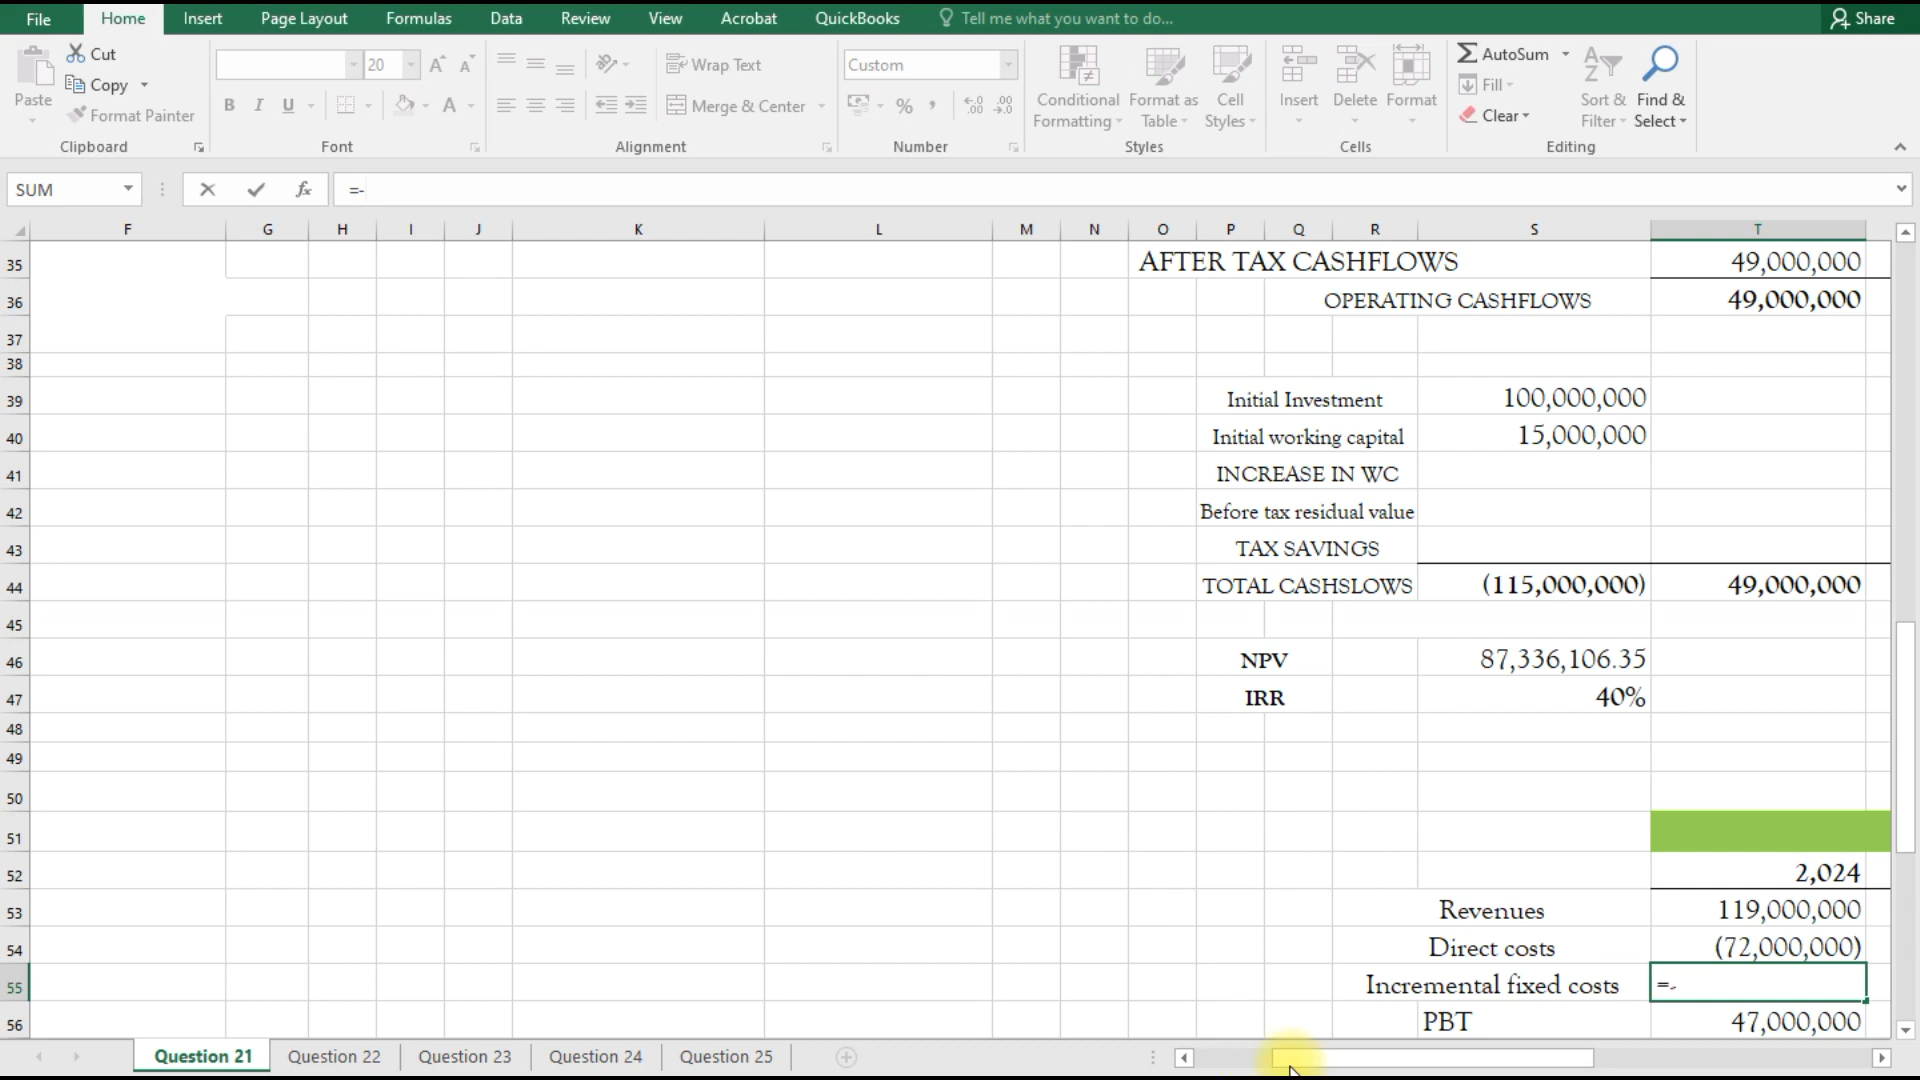 File Home Insert Page Layout Formulas Data Review View Acrobat QuickBooks Tell me what you want to do... Share
Cut
Copy
Format Painter
Paste
Clipboard
20
B I U
Font
Wrap Text
Merge & Center
Alignment
Custom
% ,
Number
Conditional Formatting
Format as Table
Cell Styles
Styles
Insert Delete Format
Cells
AutoSum
Fill
Clear
Sort & Filter
Find & Select
Editing
SUM fx =-
F G H I J K L M N O P Q R S T
35 AFTER TAX CASHFLOWS 49,000,000
36 OPERATING CASHFLOWS 49,000,000
37
38
39 Initial Investment 100,000,000
40 Initial working capital 15,000,000
41 INCREASE IN WC
42 Before tax residual value
43 TAX SAVINGS
44 TOTAL CASHSLOWS (115,000,000) 49,000,000
45
46 NPV 87,336,106.35
47 IRR 40%
48
49
50
51
52 2,024
53 Revenues 119,000,000
54 Direct costs (72,000,000)
55 Incremental fixed costs =-
56 PBT 47,000,000
Question 21 Question 22 Question 23 Question 24 Question 25